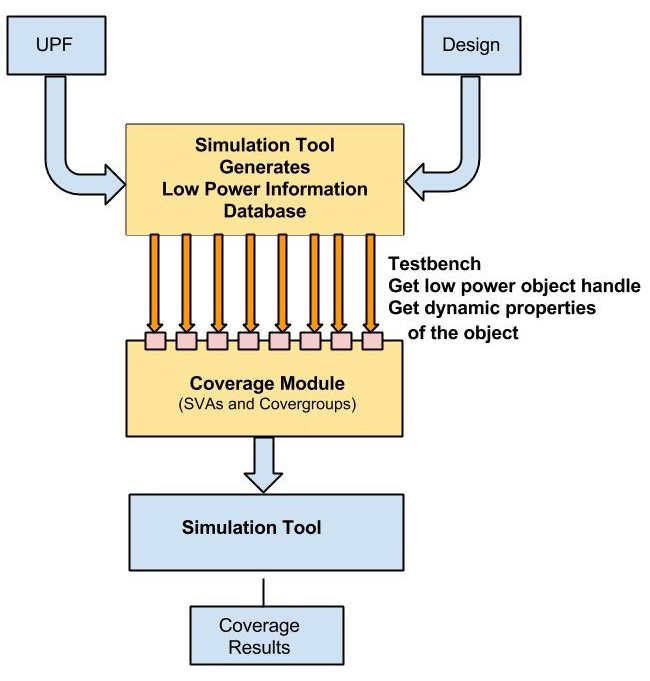 UPF
Design
Simulation Tool
Generates
Low Power Information
Database
Testbench
Get low power object handle
Get dynamic properties
of the object
Coverage Module
(SVAs and Covergroups)
Simulation Tool
Coverage
Results